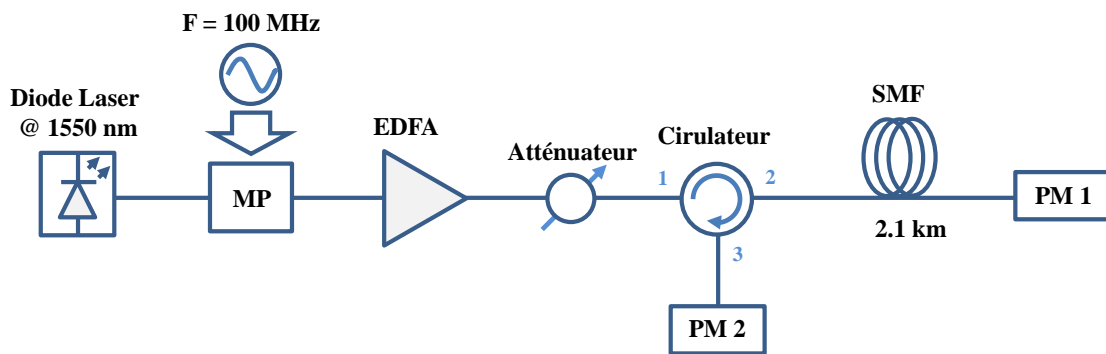 F = 100 MHz
Diode Laser
@ 1550 nm
MP
EDFA
Atténuateur
Cirulateur
1
2
3
PM 2
SMF
2.1 km
PM 1